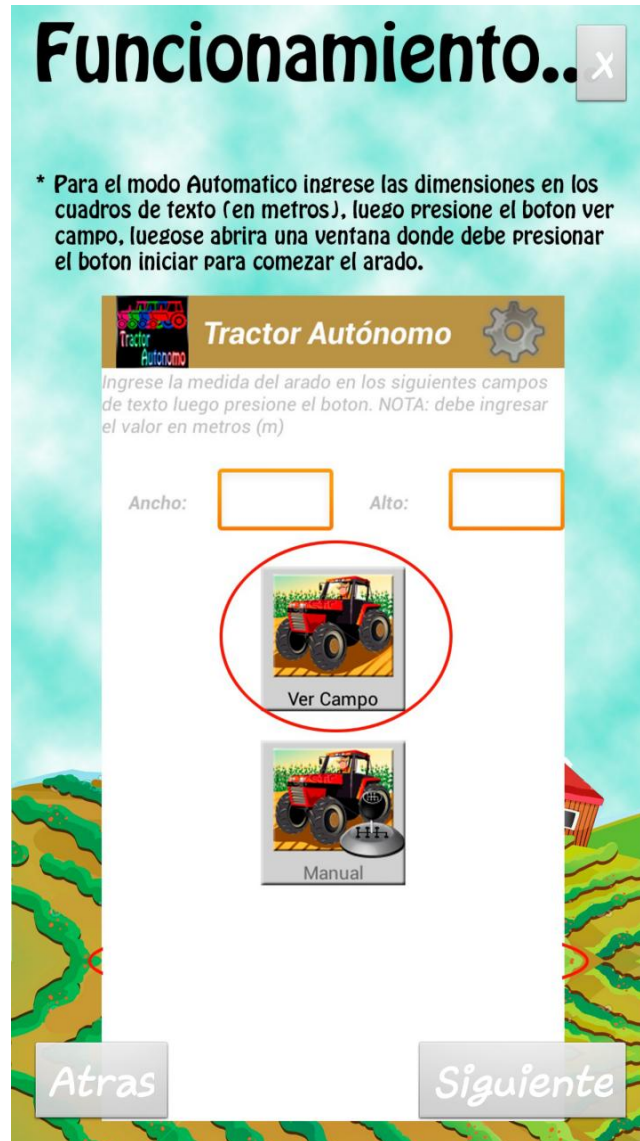 Funcionamiento..
X
* Para el modo Automatico ingrese las dimensiones en los
cuadros de texto (en metros), luego presione el boton ver
campo, luegose abrira una ventana donde debe presionar
el boton iniciar para comezar el arado.
Tractor
Autonomo
Tractor Autónomo
Ingrese la medida del arado en los siguientes campos
de texto luego presione el boton. NOTA: debe ingresar
el valor en metros (m)
Ancho:
Alto:
Ver Campo
Manual
Atras
Siguiente